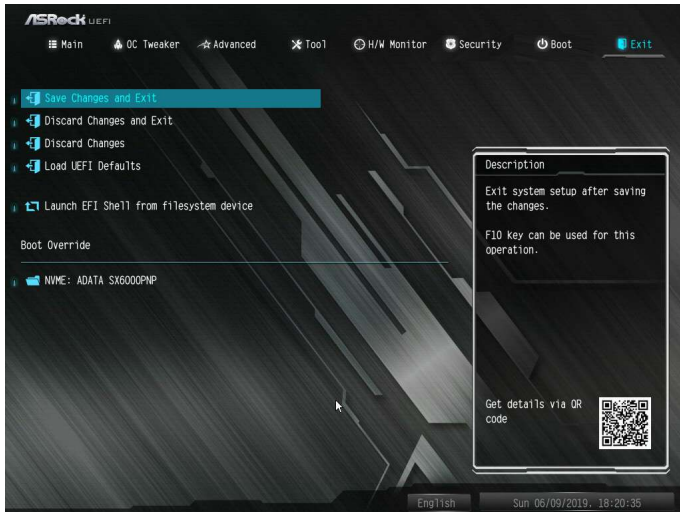 ASRock UEFI
Main OC Tweaker Advanced Tool H/W Monitor Security Boot Exit
Save Changes and Exit
Discard Changes and Exit
Discard Changes
Load UEFI Defaults
Launch EFI Shell from filesystem device
Boot Override
NVME: ADATA SX6000PNP
Description
Exit system setup after saving
the changes.
F10 key can be used for this
operation.
Get details via QR
code
English Sun 06/09/2019. 18:20:35